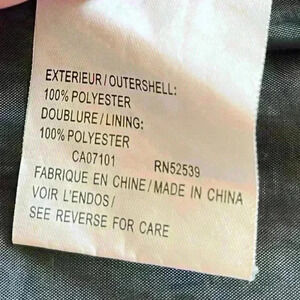 EXTERIEUR / OUTERSHELL:
100% POLYESTER
DOUBLURE / LINING:
100% POLYESTER
CA07101 RN52539
FABRIQUE EN CHINE / MADE IN CHINA
VOIR L'ENDOS /
SEE REVERSE FOR CARE